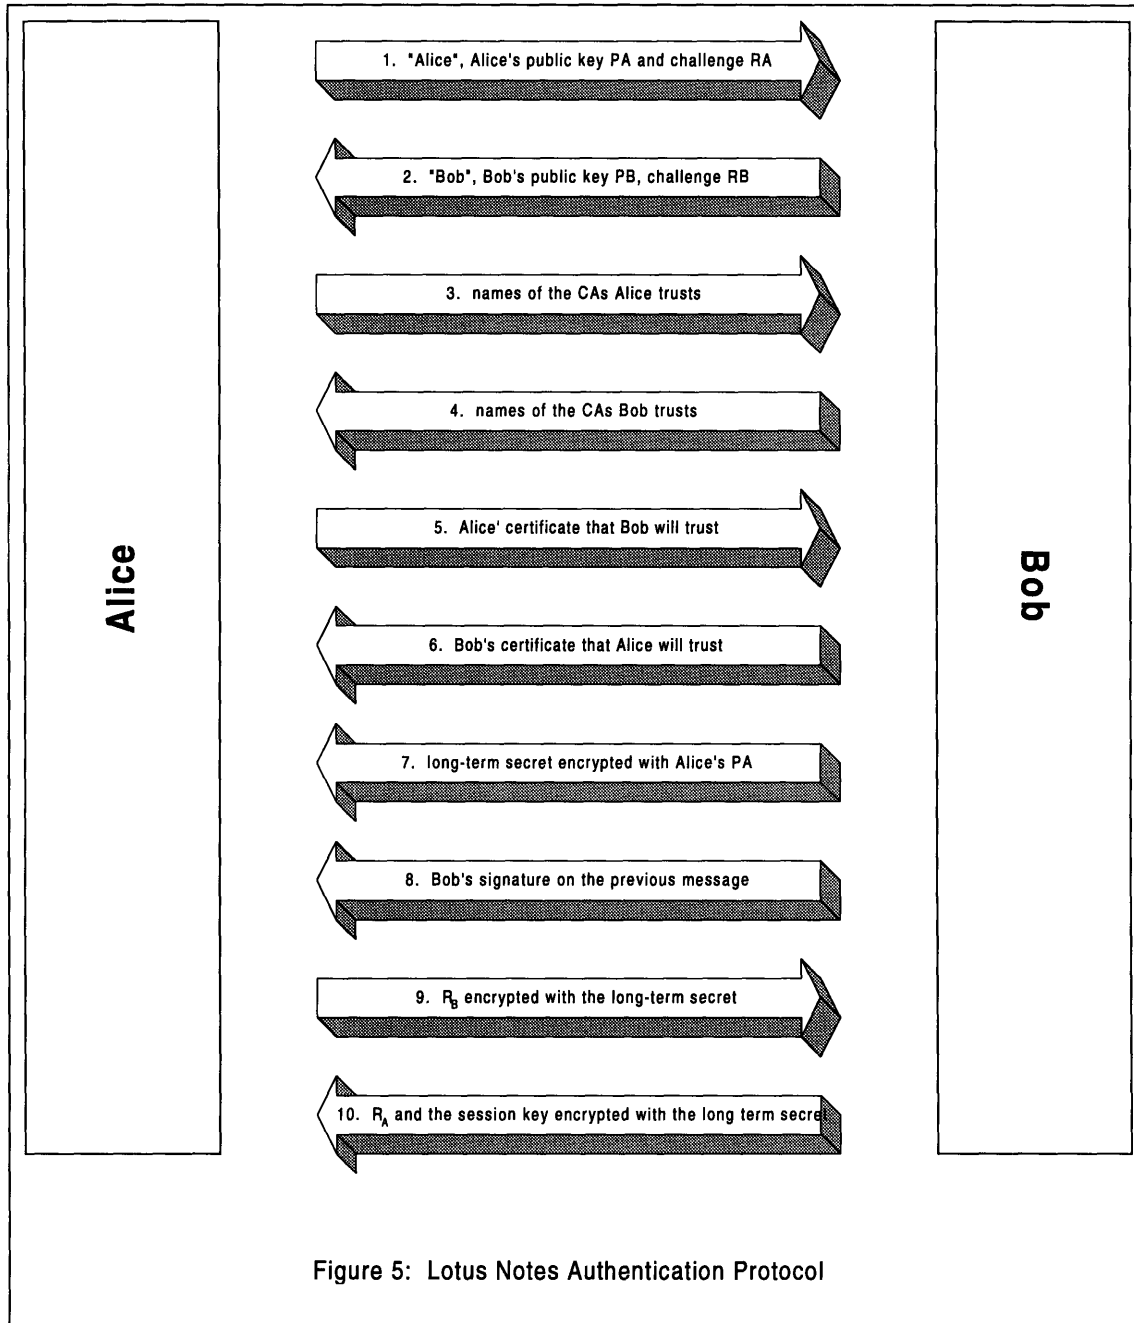 1. "Alice", Alice's public key PA and challenge RA
2. "Bob", Bob's public key PB, challenge RB
3. names of the CAs Alice trusts
4. names of the CAs Bob trusts
5. Alice' certificate that Bob will trust
6. Bob's certificate that Alice will trust
7. long-term secret encrypted with Alice's PA
8. Bob's signature on the previous message
9. R_B encrypted with the long-term secret
10. R_A and the session key encrypted with the long term secret
Alice
Bob
Figure 5: Lotus Notes Authentication Protocol